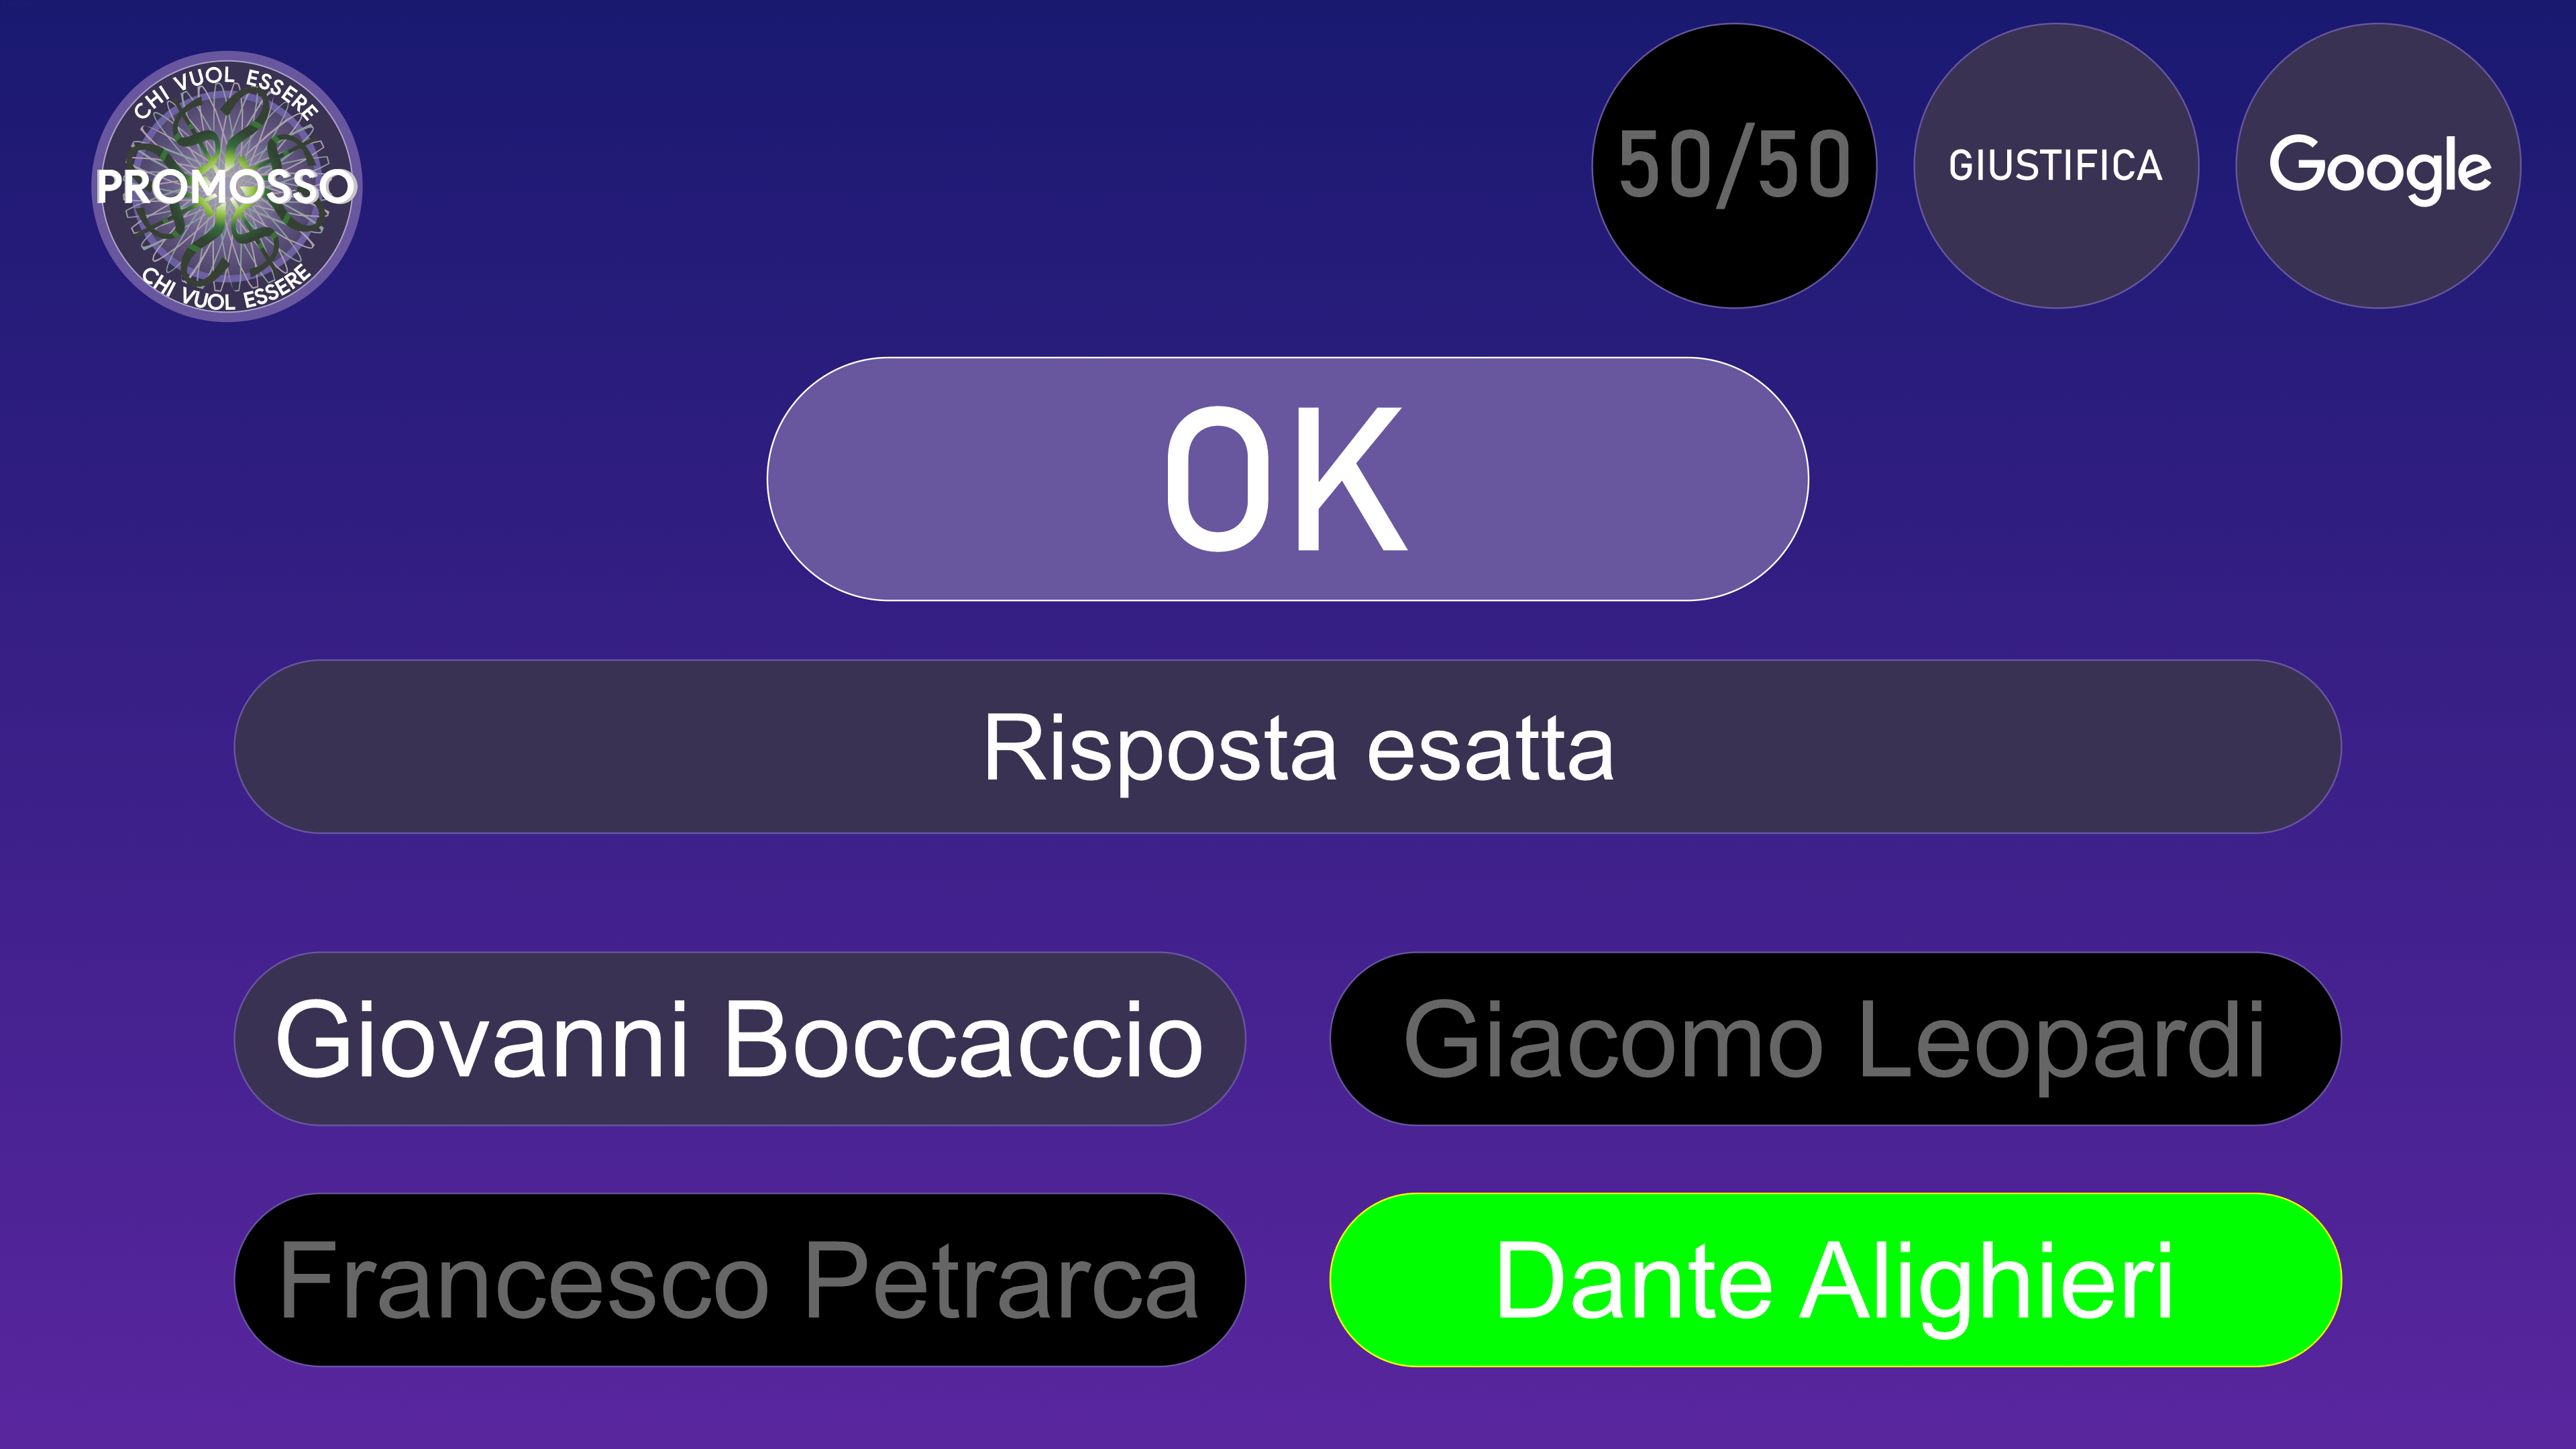 CHI VUOL ESSERE
PROMOSSO
CHI VUOL ESSERE
50/50
GIUSTIFICA
Google
OK
Risposta esatta
Giovanni Boccaccio
Giacomo Leopardi
Francesco Petrarca
Dante Alighieri